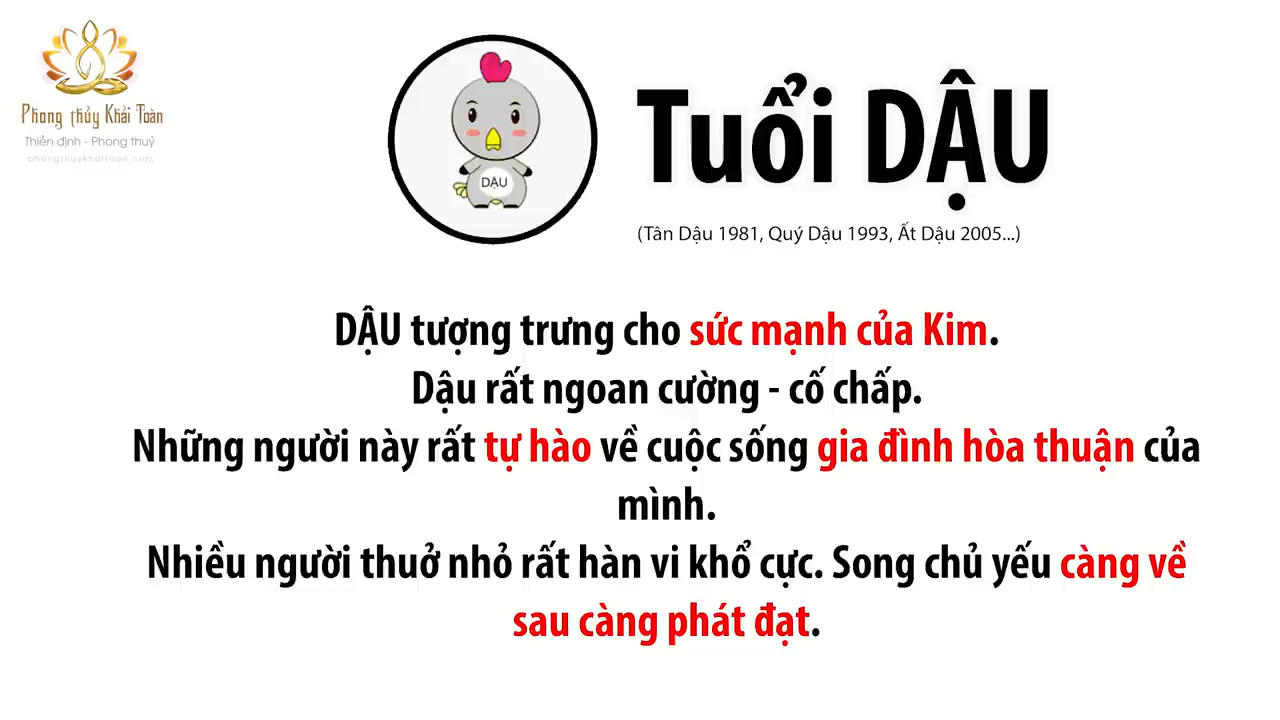 Phong thủy Khải Toàn
Thiền định - Phong thuỷ
phongthuykhaitoan.com
DẬU
Tuổi DẬU
(Tân Dậu 1981, Quý Dậu 1993, Ất Dậu 2005...)
DẬU tượng trưng cho sức mạnh của Kim.
Dậu rất ngoan cường - cố chấp.
Những người này rất tự hào về cuộc sống gia đình hòa thuận của
mình.
Nhiều người thuở nhỏ rất hàn vi khổ cực. Song chủ yếu càng về
sau càng phát đạt.